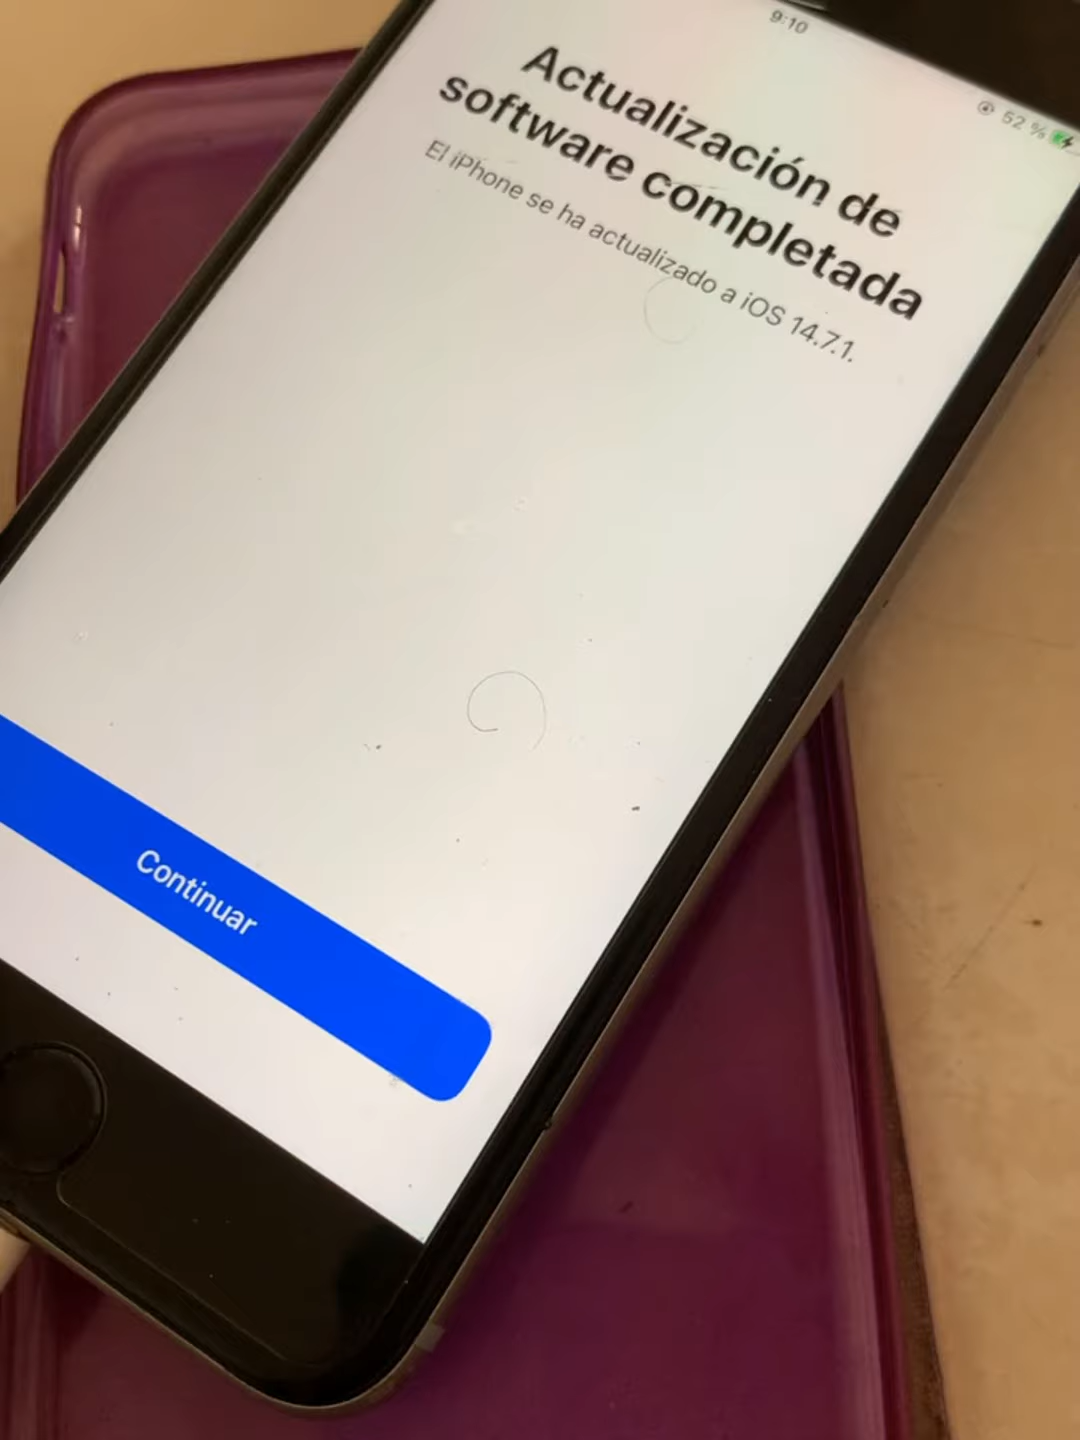 9:10
52 %
Actualización de
software completada
El iPhone se ha actualizado a iOS 14.7.1.
Continuar